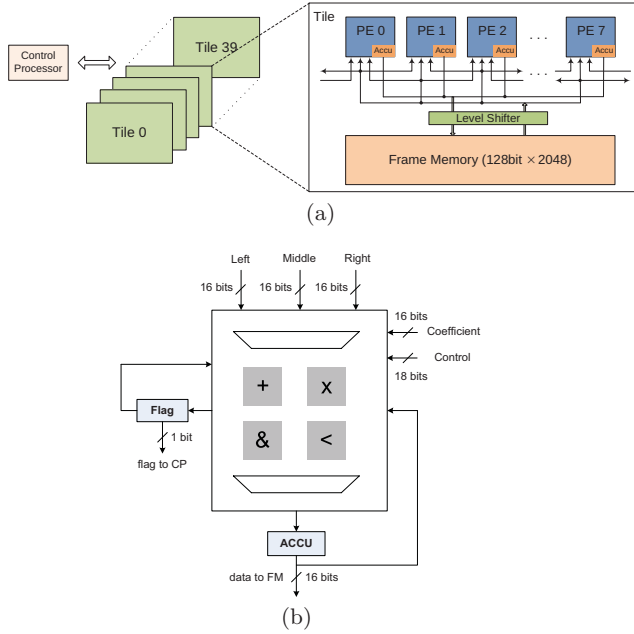 Control
Processor
Tile 39
Tile 0
Tile
PE 0
Accu
PE 1
Accu
PE 2
Accu
. . .
PE 7
Accu
. . .
Level Shifter
Frame Memory (128bit × 2048)
(a)
Left
Middle
Right
16 bits
16 bits
16 bits
16 bits
Coefficient
Control
18 bits
+
x
&
<
Flag
1 bit
flag to CP
ACCU
data to FM
16 bits
(b)